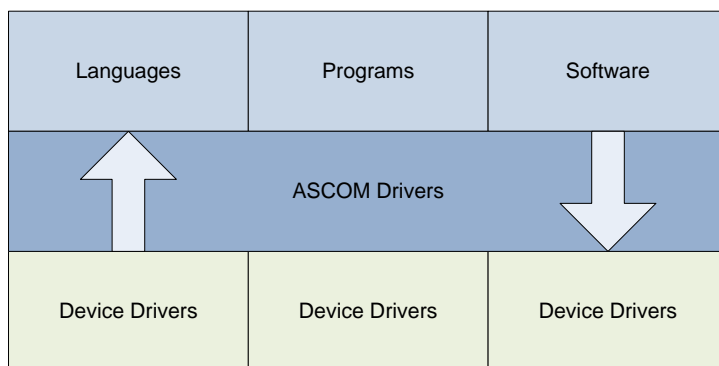 Languages
Programs
Software
ASCOM Drivers
Device Drivers
Device Drivers
Device Drivers